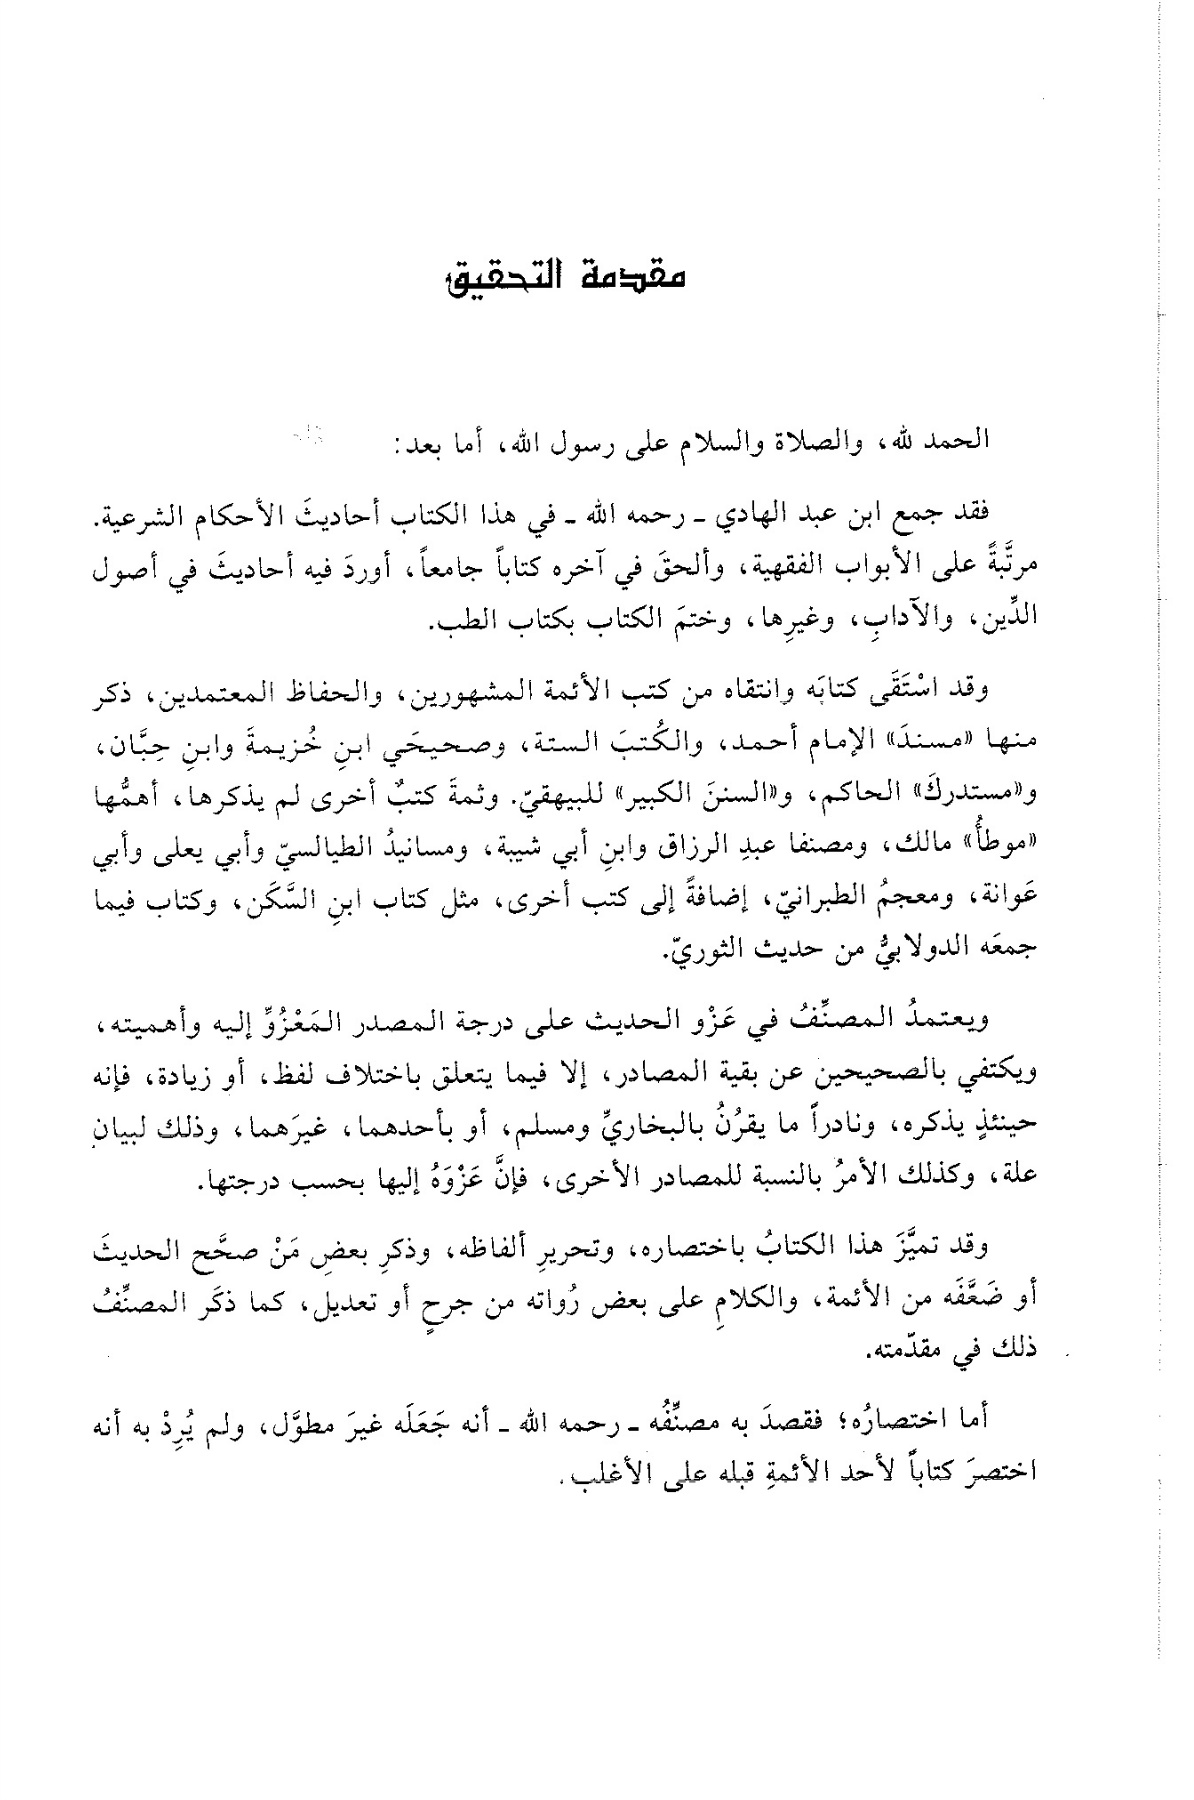 مقدمة التحقيق
الحمد لله، والصلاة والسلام على رسول الله، أما بعد:
فقد جمع ابن عبد الهادي ـ رحمه الله ـ في هذا الكتاب أحاديثَ الأحكام الشرعية.
مرتَّبةً على الأبواب الفقهية، وألحقَ في آخره كتاباً جامعاً، أوردَ فيه أحاديثَ في أصول
الدِّين، والآدابِ، وغيرِها، وختمَ الكتاب بكتاب الطب.
وقد اسْتَقَى كتابَه وانتقاه من كتب الأئمة المشهورين، والحفاظ المعتمدين، ذكر
منها «مسندَ» الإمام أحمد، والكُتبَ الستة، وصحيحَي ابنِ خُزيمةَ وابنِ حِبَّان،
و«مستدركَ» الحاكم، و«السننَ الكبير» للبيهقيّ. وثمةَ كتبٌ أخرى لم يذكرها، أهمُّها
«موطأُ» مالك، ومصنفا عبدِ الرزاق وابنِ أبي شيبة، ومسانيدُ الطيالسيّ وأبي يعلى وأبي
عَوانة، ومعجمُ الطبرانيّ، إضافةً إلى كتب أخرى، مثل كتاب ابنِ السَّكَن، وكتاب فيما
جمعَه الدولابيُّ من حديث الثوريّ.
ويعتمدُ المصنِّفُ في عَزْو الحديث على درجة المصدر المَعْزُوِّ إليه وأهميته،
ويكتفي بالصحيحين عن بقية المصادر، إلا فيما يتعلق باختلاف لفظ، أو زيادة، فإنه
حينئذٍ يذكره، ونادراً ما يقرُنُ بالبخاريِّ ومسلم، أو بأحدهما، غيرَهما، وذلك لبيانِ
علة، وكذلك الأمرُ بالنسبة للمصادر الأخرى، فإنَّ عَزْوَهُ إليها بحسب درجتها.
وقد تميَّزَ هذا الكتابُ باختصاره، وتحريرِ ألفاظه، وذكرِ بعضِ مَنْ صحَّح الحديثَ
أو ضَعَّفَه من الأئمة، والكلامِ على بعض رُواته من جرحٍ أو تعديل، كما ذكَر المصنِّفُ
ذلك في مقدّمته.
أما اختصارُه؛ فقصدَ به مصنِّفُه ـ رحمه الله ـ أنه جَعَلَه غيرَ مطوَّل، ولم يُرِدْ به أنه
اختصرَ كتاباً لأحد الأئمةِ قبله على الأغلب.